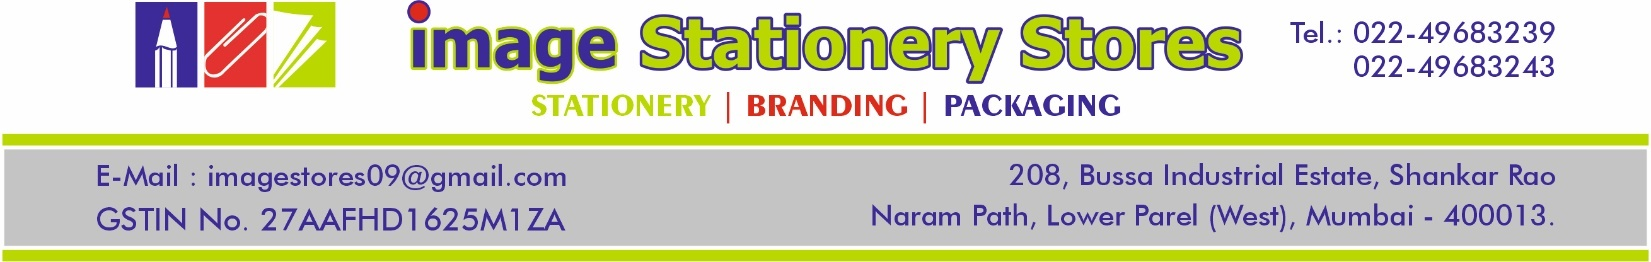 image Stationery Stores
Tel.: 022-49683239
022-49683243
STATIONERY | BRANDING | PACKAGING
E-Mail : imagestores09@gmail.com
GSTIN No. 27AAFHD1625M1ZA
208, Bussa Industrial Estate, Shankar Rao
Naram Path, Lower Parel (West), Mumbai - 400013.